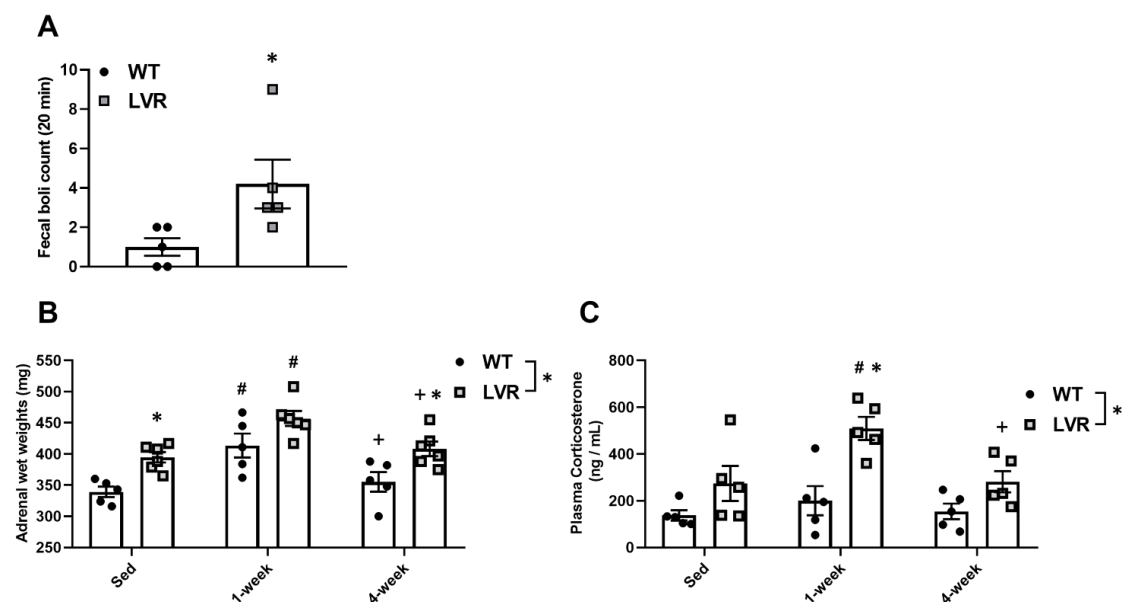 A
*
WT
LVR
10
8
6
4
2
0
Fecal boli count (20 min)
B
Adrenal wet weights (mg)
550
500
450
400
350
300
250
*
#
#
+
+ *
WT
LVR
*
Sed
1-week
4-week
C
Plasma Corticosterone
(ng / mL)
800
600
400
200
0
# *
+
WT
LVR
*
Sed
1-week
4-week